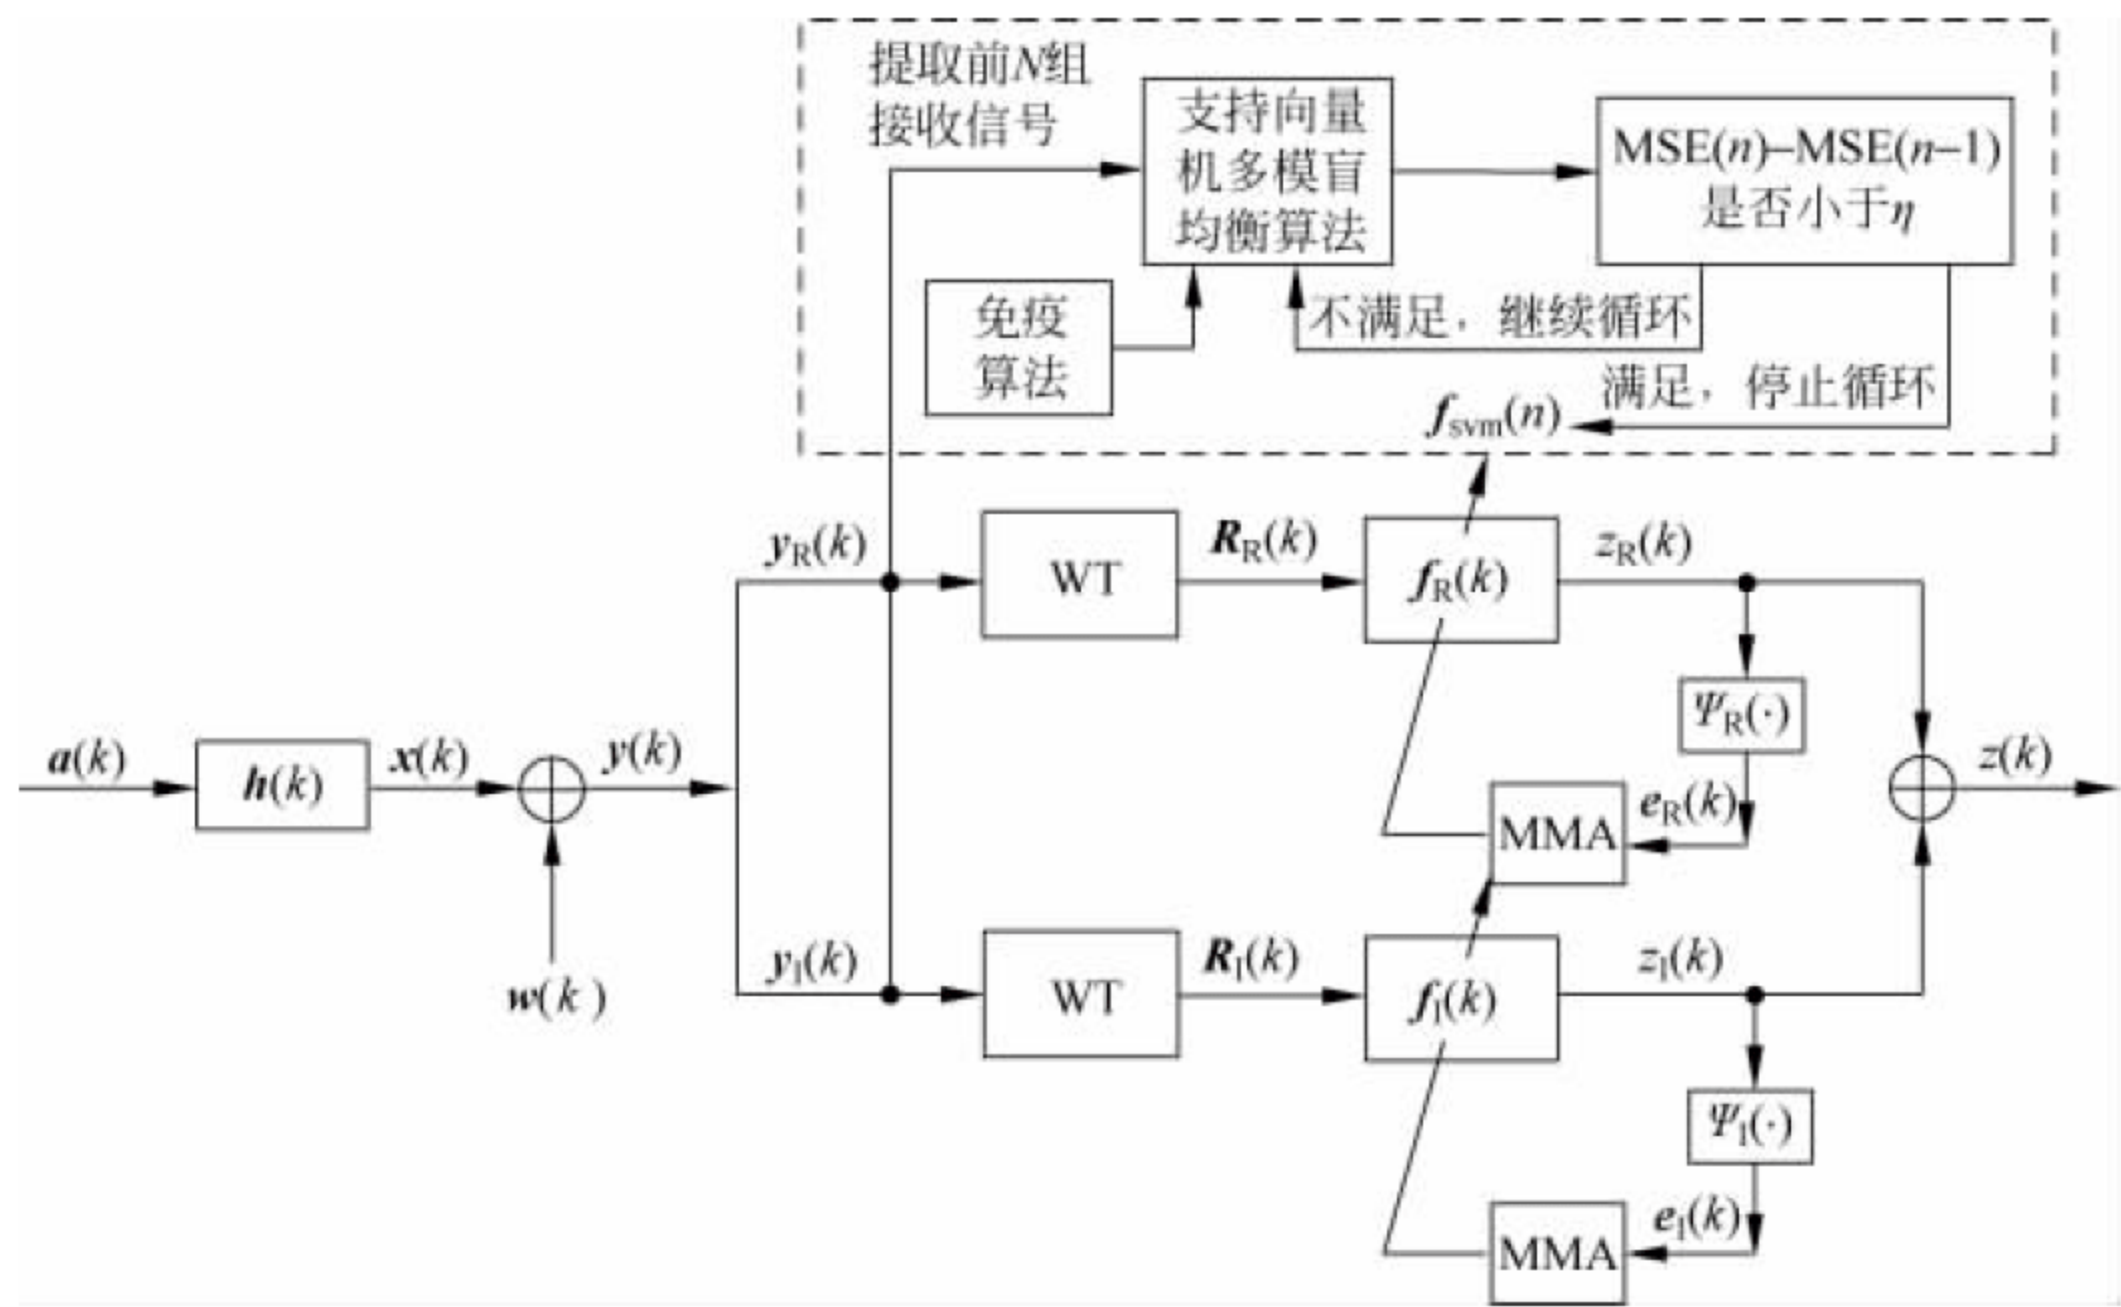 提取前N组
接收信号
支持向量
机多模盲
均衡算法
MSE(n)–MSE(n–1)
是否小于η
免疫
算法
不满足，继续循环
满足，停止循环
f_svm(n)
y_R(k)
WT
R_R(k)
f_R(k)
z_R(k)
Ψ_R(·)
a(k)
h(k)
x(k)
y(k)
w(k)
MMA
e_R(k)
z(k)
y_I(k)
WT
R_I(k)
f_I(k)
z_I(k)
Ψ_I(·)
MMA
e_I(k)